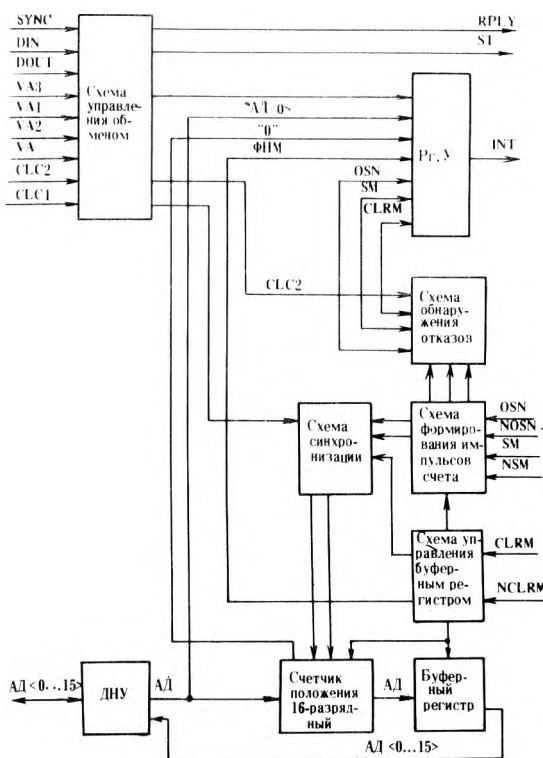 SYNC
DIN
DOUT
VA3
VA1
VA2
VA
CLC2
CLC1
Схема
управле-
ния об-
меном
RPLY
ST
"АД<0>
"0"
ФПМ
OSN
SM
CLRM
Рг, У
INT
CLC2
Схема
обнару-
жения
отказов
Схема
синхро-
низации
Схема
формиро-
вания им-
пульсов
счета
OSN
NOSN
SM
NSM
Схема уп-
равления
буфер-
ным ре-
гистром
CLRM
NCLRM
АД <0...15>
ДНУ
АД
Счетчик
положения
16-разряд-
ный
АД
Буфер-
ный
регистр
АД <0...15>